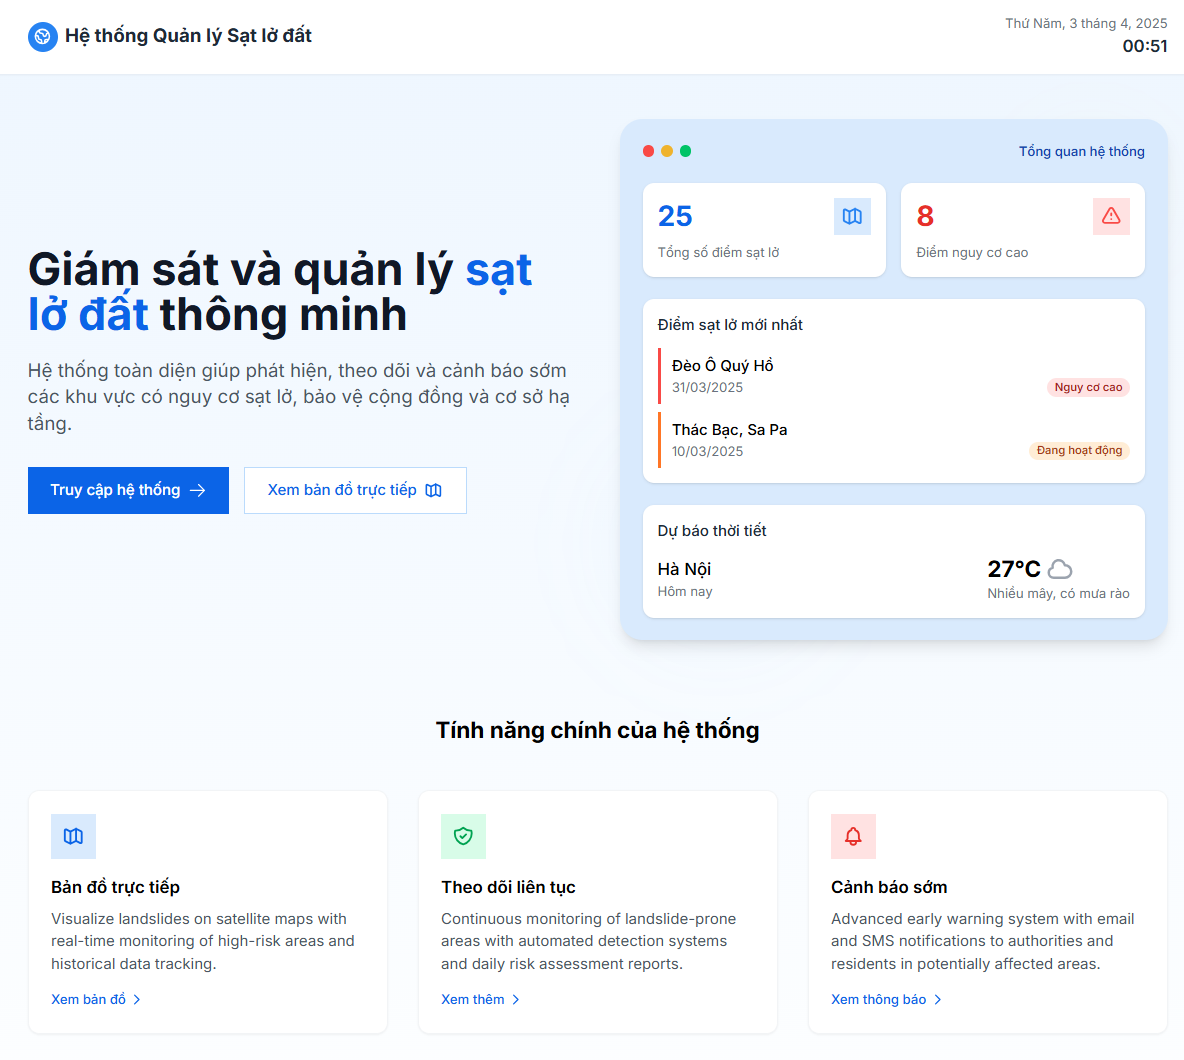 Hệ thống Quản lý Sạt lở đất
Thứ Năm, 3 tháng 4, 2025
00:51
Giám sát và quản lý sạt
lở đất thông minh
Hệ thống toàn diện giúp phát hiện, theo dõi và cảnh báo sớm
các khu vực có nguy cơ sạt lở, bảo vệ cộng đồng và cơ sở hạ
tầng.
Truy cập hệ thống
Xem bản đồ trực tiếp
Tổng quan hệ thống
25
Tổng số điểm sạt lở
8
Điểm nguy cơ cao
Điểm sạt lở mới nhất
Đèo Ô Quý Hồ
31/03/2025
Nguy cơ cao
Thác Bạc, Sa Pa
10/03/2025
Đang hoạt động
Dự báo thời tiết
Hà Nội
Hôm nay
27°C
Nhiều mây, có mưa rào
Tính năng chính của hệ thống
Bản đồ trực tiếp
Visualize landslides on satellite maps with
real-time monitoring of high-risk areas and
historical data tracking.
Xem bản đồ
Theo dõi liên tục
Continuous monitoring of landslide-prone
areas with automated detection systems
and daily risk assessment reports.
Xem thêm
Cảnh báo sớm
Advanced early warning system with email
and SMS notifications to authorities and
residents in potentially affected areas.
Xem thông báo